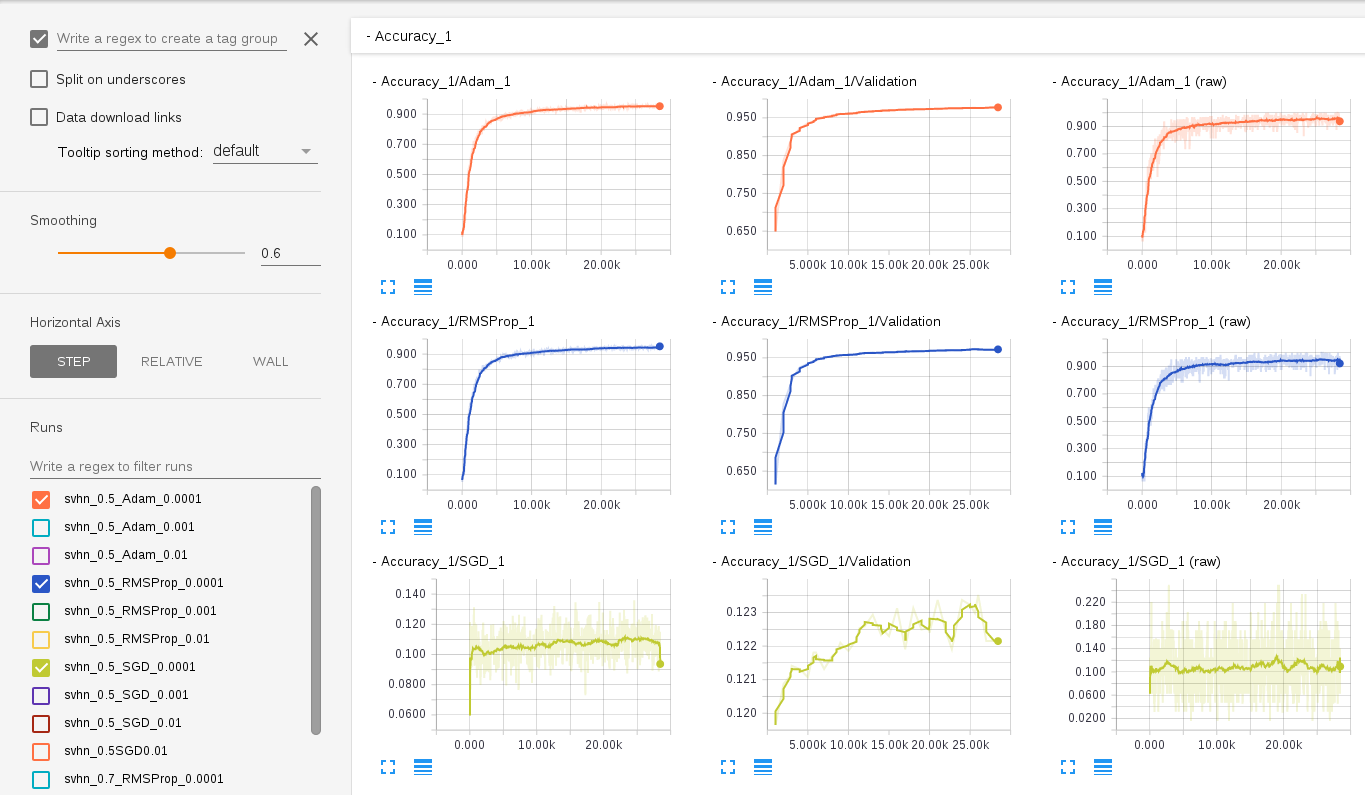 Write a regex to create a tag group
Split on underscores
Data download links
Tooltip sorting method: default
Smoothing
0.6
Horizontal Axis
STEP RELATIVE WALL
Runs
Write a regex to filter runs
svhn_0.5_Adam_0.0001
svhn_0.5_Adam_0.001
svhn_0.5_Adam_0.01
svhn_0.5_RMSProp_0.0001
svhn_0.5_RMSProp_0.001
svhn_0.5_RMSProp_0.01
svhn_0.5_SGD_0.0001
svhn_0.5_SGD_0.001
svhn_0.5_SGD_0.01
svhn_0.5SGD0.01
svhn_0.7_RMSProp_0.0001
- Accuracy_1
- Accuracy_1/Adam_1
0.900
0.700
0.500
0.300
0.100
0.000 10.00k 20.00k
- Accuracy_1/Adam_1/Validation
0.950
0.850
0.750
0.650
5.000k 10.00k 15.00k 20.00k 25.00k
- Accuracy_1/Adam_1 (raw)
0.900
0.700
0.500
0.300
0.100
0.000 10.00k 20.00k
- Accuracy_1/RMSProp_1
0.900
0.700
0.500
0.300
0.100
0.000 10.00k 20.00k
- Accuracy_1/RMSProp_1/Validation
0.950
0.850
0.750
0.650
5.000k 10.00k 15.00k 20.00k 25.00k
- Accuracy_1/RMSProp_1 (raw)
0.900
0.700
0.500
0.300
0.100
0.000 10.00k 20.00k
- Accuracy_1/SGD_1
0.140
0.120
0.100
0.0800
0.0600
0.000 10.00k 20.00k
- Accuracy_1/SGD_1/Validation
0.123
0.122
0.121
0.120
5.000k 10.00k 15.00k 20.00k 25.00k
- Accuracy_1/SGD_1 (raw)
0.220
0.180
0.140
0.100
0.0600
0.0200
0.000 10.00k 20.00k